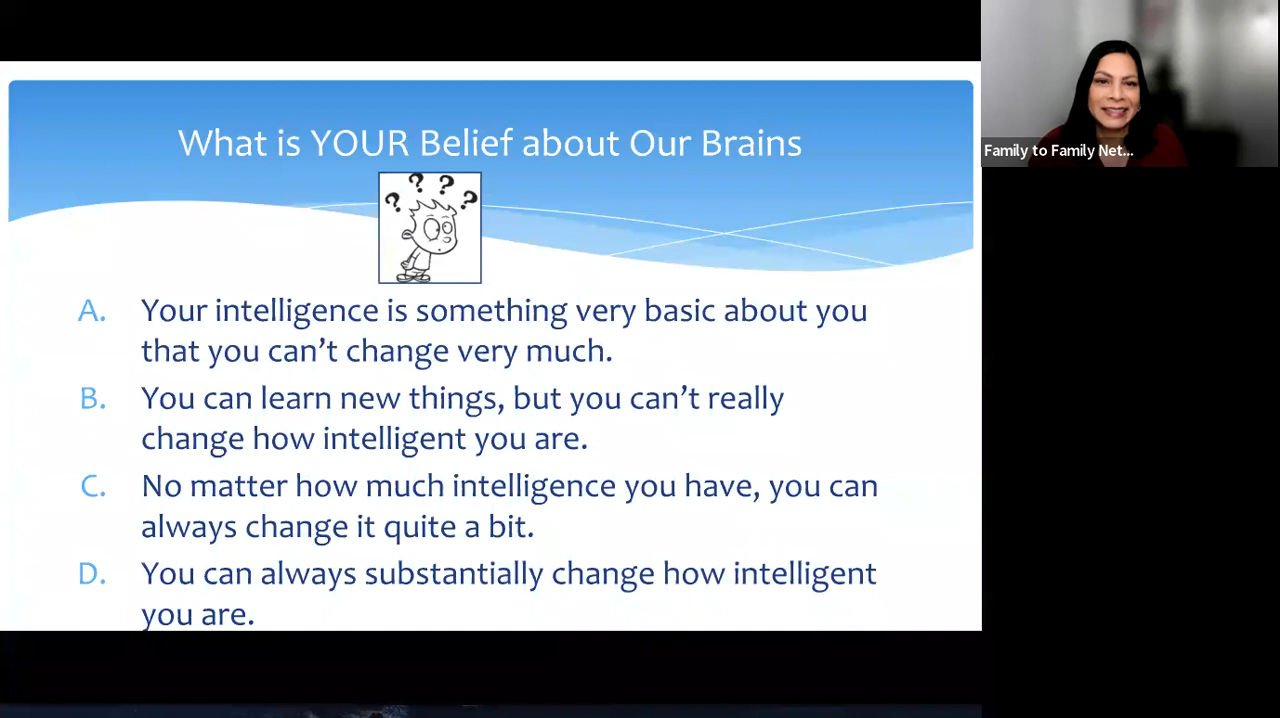 What is YOUR Belief about Our Brains
? ? ? ?
A. Your intelligence is something very basic about you
that you can’t change very much.
B. You can learn new things, but you can’t really
change how intelligent you are.
C. No matter how much intelligence you have, you can
always change it quite a bit.
D. You can always substantially change how intelligent
you are.
Family to Family Net...